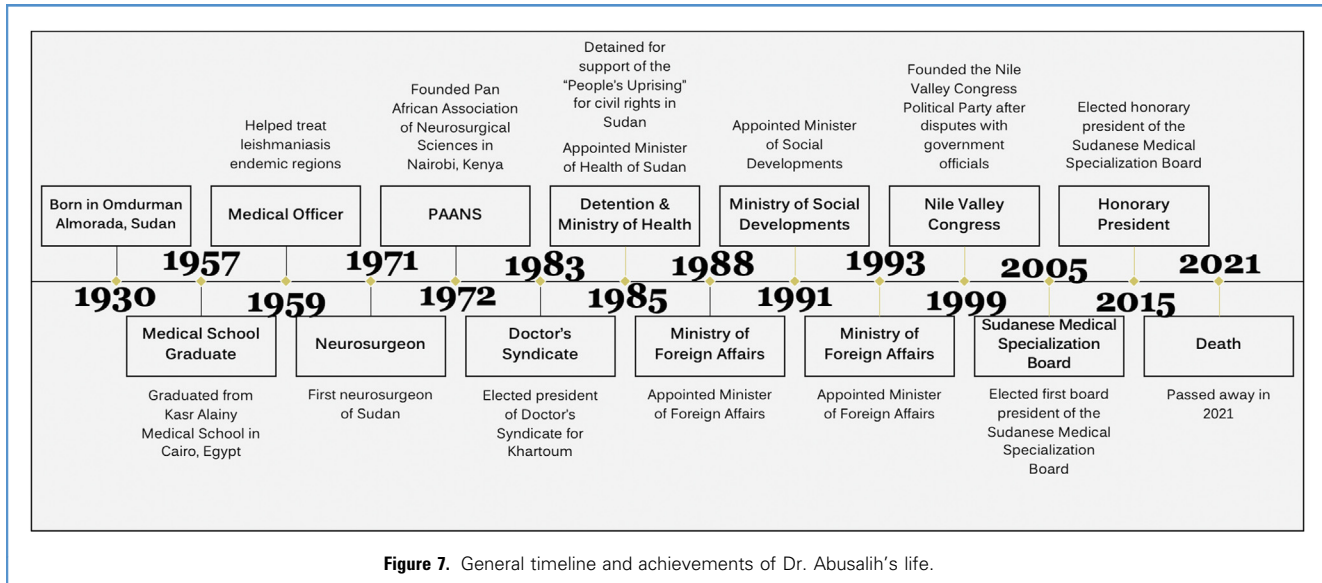 Detained for
support of the
“People's Uprising”
for civil rights in
Sudan
Appointed Minister
of Health of Sudan
Founded Pan
African Association
of Neurosurgical
Sciences in
Nairobi, Kenya
Founded the Nile
Valley Congress
Political Party after
disputes with
government
officials
Helped treat
leishmaniasis
endemic regions
Appointed Minister
of Social
Developments
Elected honorary
president of the
Sudanese Medical
Specialization Board
Born in Omdurman
Almorada, Sudan
Medical Officer
PAANS
Detention &
Ministry of Health
Ministry of Social
Developments
Nile Valley
Congress
Honorary
President
1957
1971
1983
1988
1993
2005
2021
1930
1959
1972
1985
1991
1999
2015
Medical School
Graduate
Neurosurgeon
Doctor's
Syndicate
Ministry of
Foreign Affairs
Ministry of
Foreign Affairs
Sudanese Medical
Specialization
Board
Death
Graduated from
Kasr Alainy
Medical School in
Cairo, Egypt
First neurosurgeon
of Sudan
Elected president
of Doctor's
Syndicate for
Khartoum
Appointed Minister
of Foreign Affairs
Appointed Minister
of Foreign Affairs
Elected first board
president of the
Sudanese Medical
Specialization
Board
Passed away in
2021
Figure 7. General timeline and achievements of Dr. Abusalih's life.